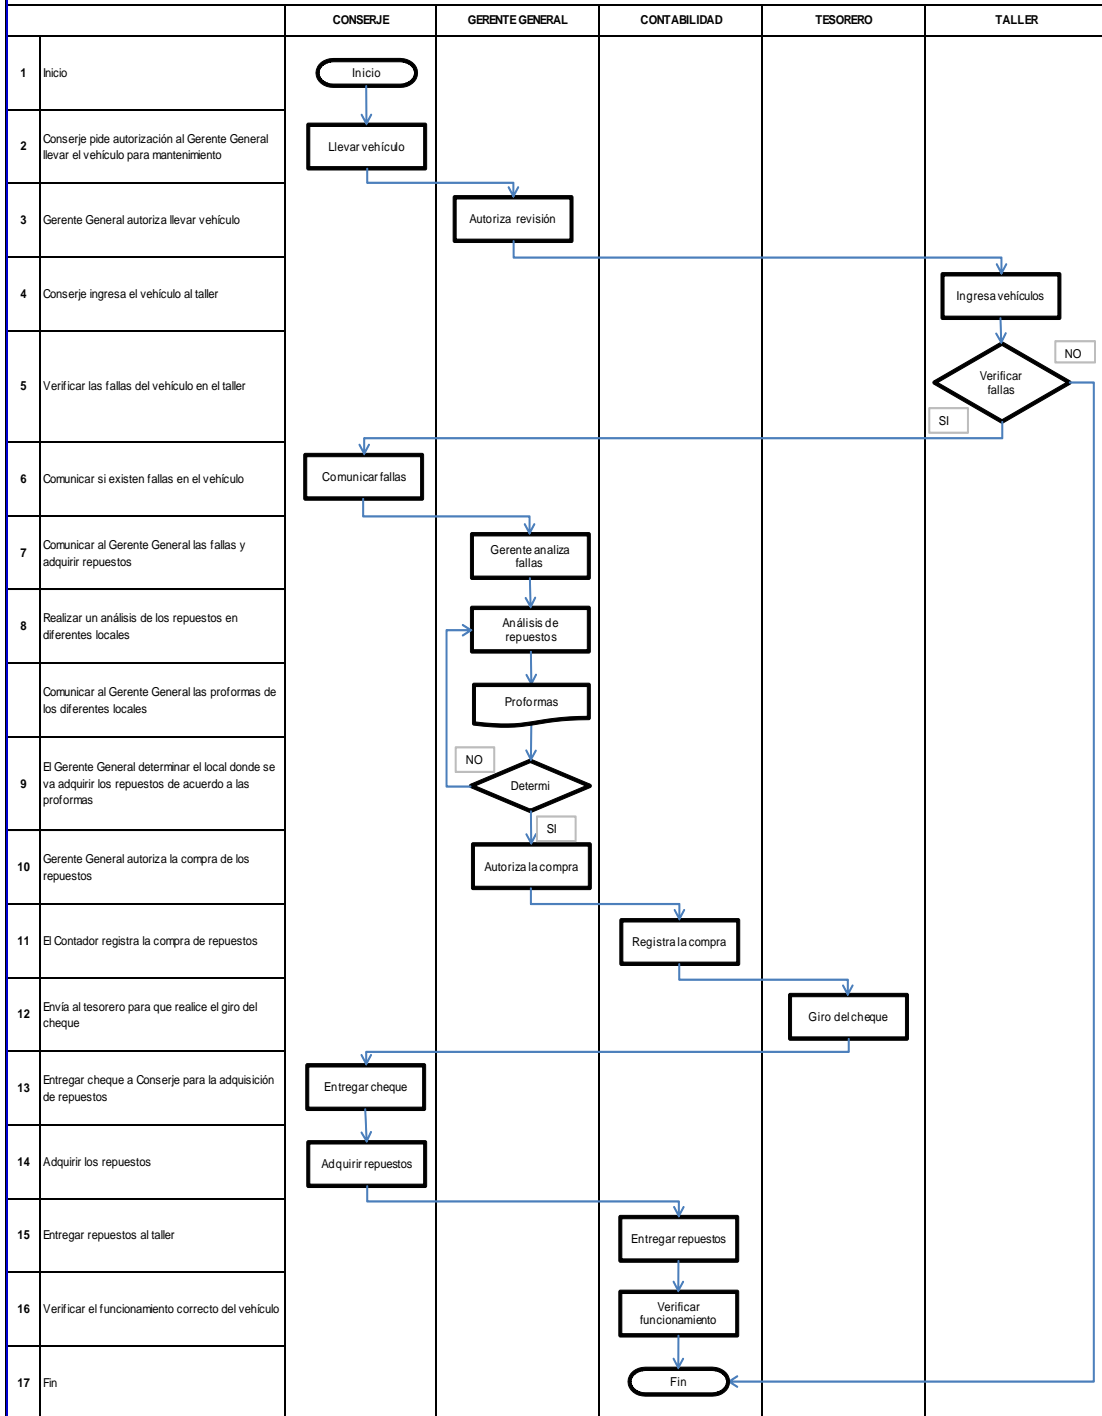 CONSERJE GERENTE GENERAL CONTABILIDAD TESORERO TALLER
1 Inicio
Inicio
2 Conserje pide autorización al Gerente General
llevar el vehículo para mantenimiento
Llevar vehículo
3 Gerente General autoriza llevar vehículo
Autoriza revisión
4 Conserje ingresa el vehículo al taller
Ingresa vehículos
5 Verificar las fallas del vehículo en el taller
Verificar
fallas
NO
SI
6 Comunicar si existen fallas en el vehículo
Comunicar fallas
7 Comunicar al Gerente General las fallas y
adquirir repuestos
Gerente analiza
fallas
8 Realizar un análisis de los repuestos en
diferentes locales
Análisis de
repuestos
Comunicar al Gerente General las proformas de
los diferentes locales
Proformas
9 El Gerente General determinar el local donde se
va adquirir los repuestos de acuerdo a las
proformas
NO
Determi
SI
10 Gerente General autoriza la compra de los
repuestos
Autoriza la compra
11 El Contador registra la compra de repuestos
Registra la compra
12 Envía al tesorero para que realice el giro del
cheque
Giro del cheque
13 Entregar cheque a Conserje para la adquisición
de repuestos
Entregar cheque
14 Adquirir los repuestos
Adquirir repuestos
15 Entregar repuestos al taller
Entregar repuestos
16 Verificar el funcionamiento correcto del vehículo
Verificar
funcionamiento
17 Fin
Fin